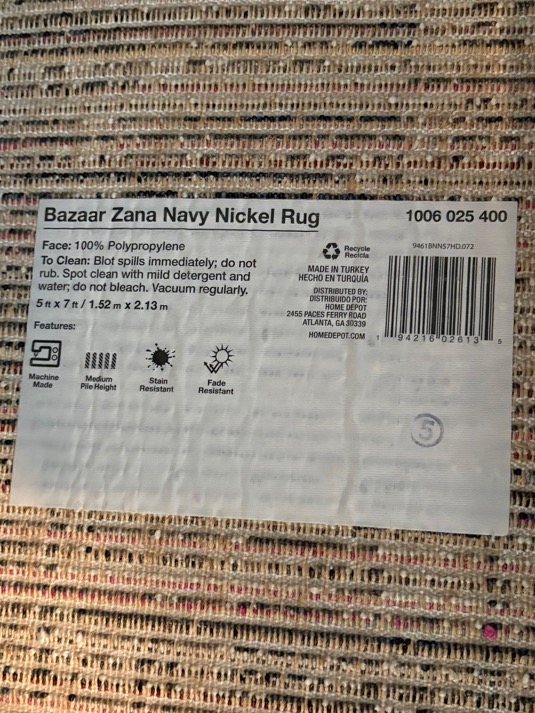 Bazaar Zana Navy Nickel Rug
1006 025 400
Face: 100% Polypropylene
To Clean: Blot spills immediately; do not
rub. Spot clean with mild detergent and
water; do not bleach. Vacuum regularly.
5 ft x 7 ft / 1.52 m x 2.13 m
Features:
Machine
Made
Medium
Pile Height
Stain
Resistant
Fade
Resistant
Recycle
Recicla
MADE IN TURKEY
HECHO EN TURQUÍA
DISTRIBUTED BY:
DISTRIBUIDO POR:
HOME DEPOT
2455 PACES FERRY ROAD
ATLANTA, GA 30339
HOMEDEPOT.COM
9461BNN57HD.072
1 94216 02613 5
5